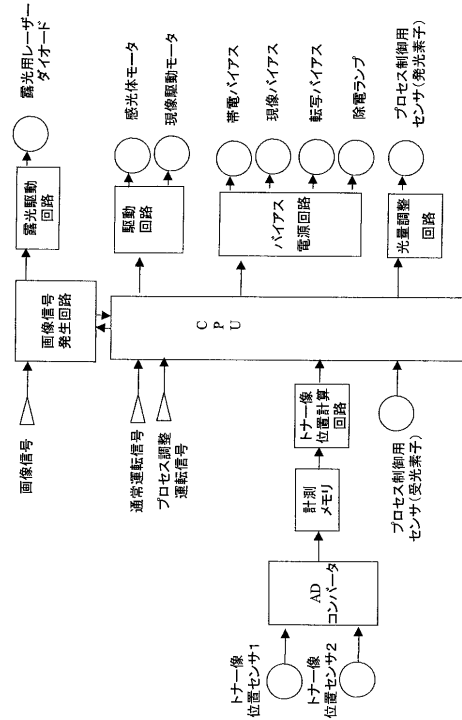 露光用レーザー
ダイオード
露光駆動
回路
画像信号
発生回路
画像信号
感光体モータ
現像駆動モータ
駆動
回路
通常運転信号
プロセス調整
運転信号
帯電バイアス
現像バイアス
転写バイアス
除電ランプ
バイアス
電源回路
CPU
プロセス制御用
センサ(発光素子)
光量調整
回路
トナー像
位置計算
回路
計測
メモリ
AD
コンバータ
プロセス制御用
センサ(受光素子)
トナー像
位置センサ1
トナー像
位置センサ2